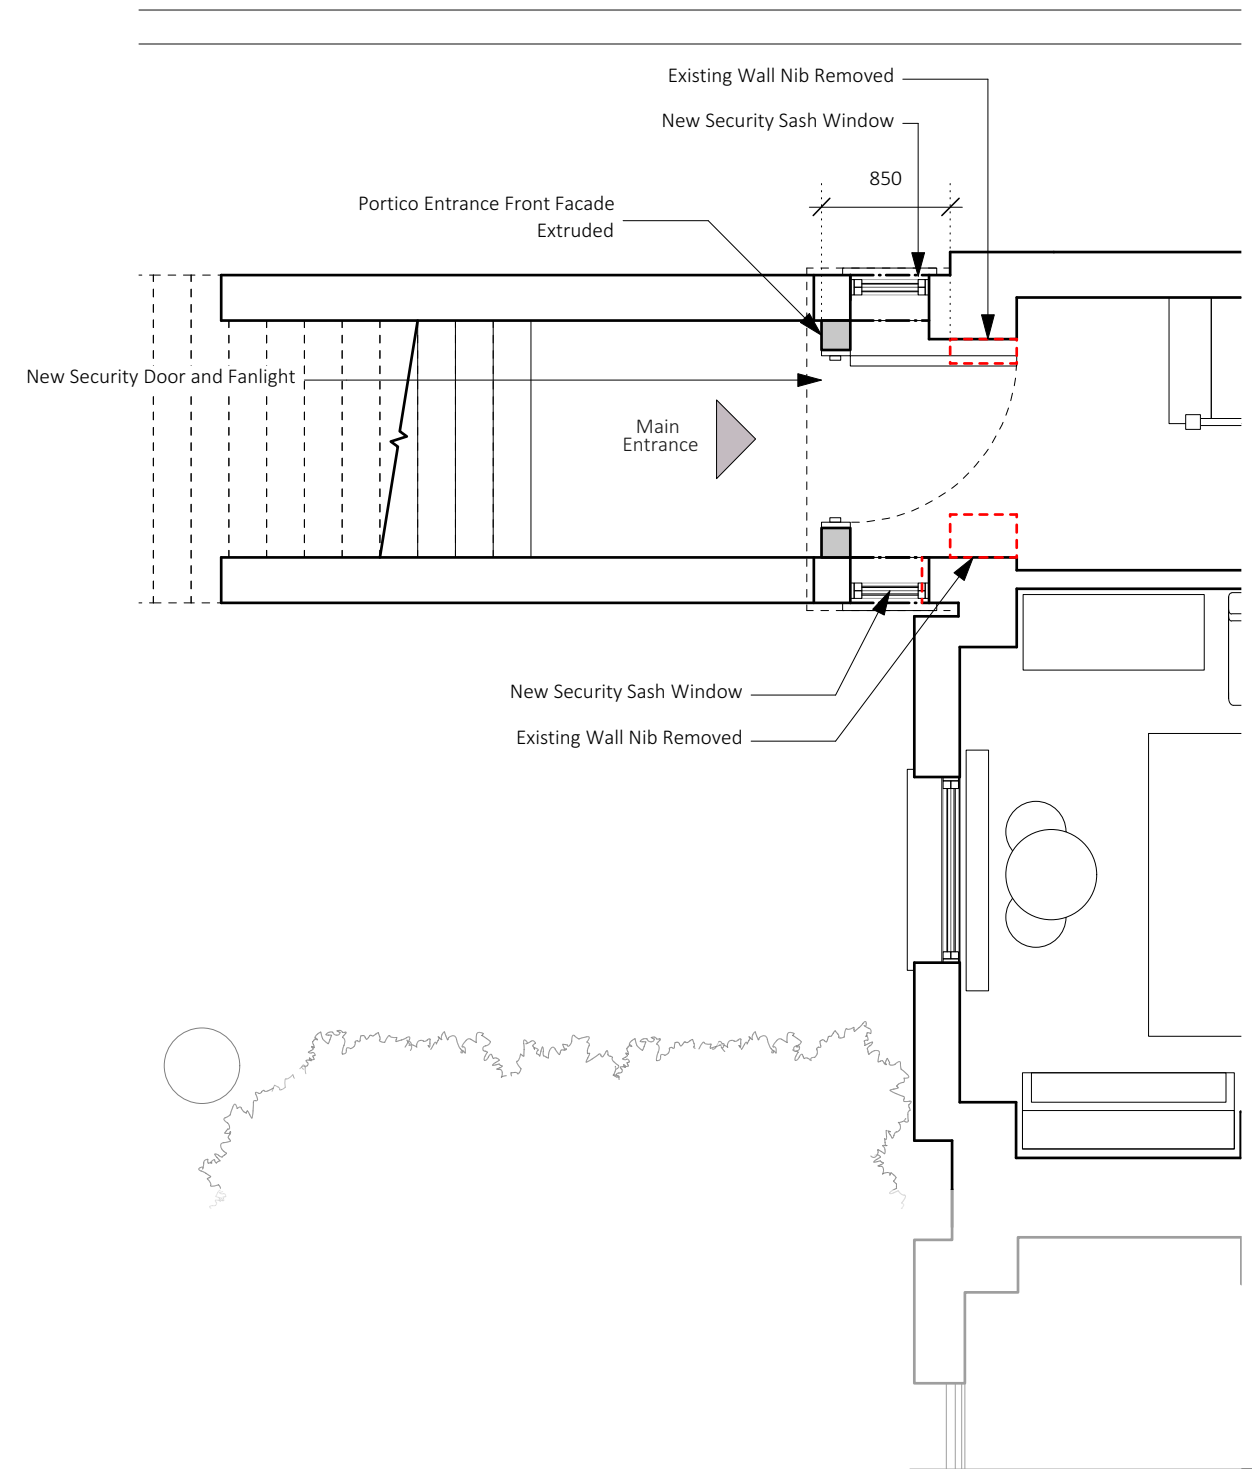 Existing Wall Nib Removed
New Security Sash Window
850
Portico Entrance Front Facade
Extruded
New Security Door and Fanlight
Main
Entrance
New Security Sash Window
Existing Wall Nib Removed